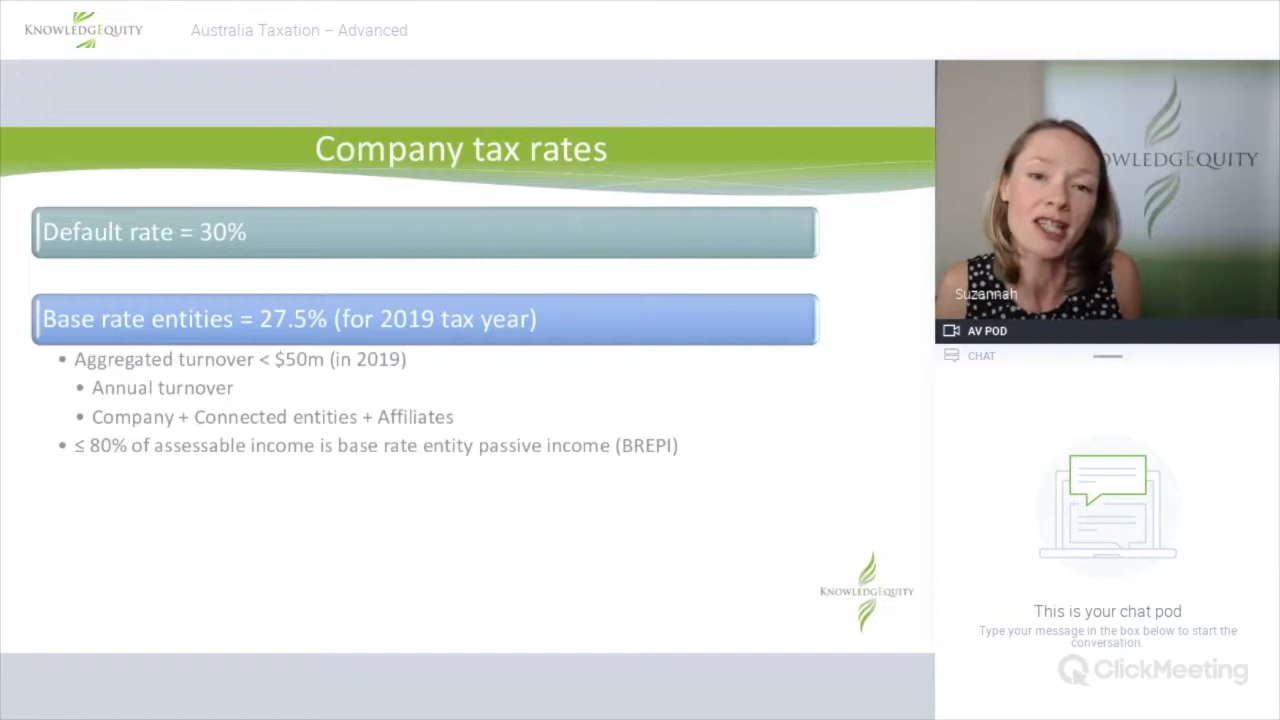 KNOWLEDGEQUITY
Australia Taxation – Advanced
Company tax rates
Default rate = 30%
Base rate entities = 27.5% (for 2019 tax year)
• Aggregated turnover < $50m (in 2019)
• Annual turnover
• Company + Connected entities + Affiliates
• ≤ 80% of assessable income is base rate entity passive income (BREPI)
KNOWLEDGEQUITY
OWLEDGEQUITY
Suzannah
AV POD
CHAT
This is your chat pod
Type your message in the box below to start the
conversation.
ClickMeeting